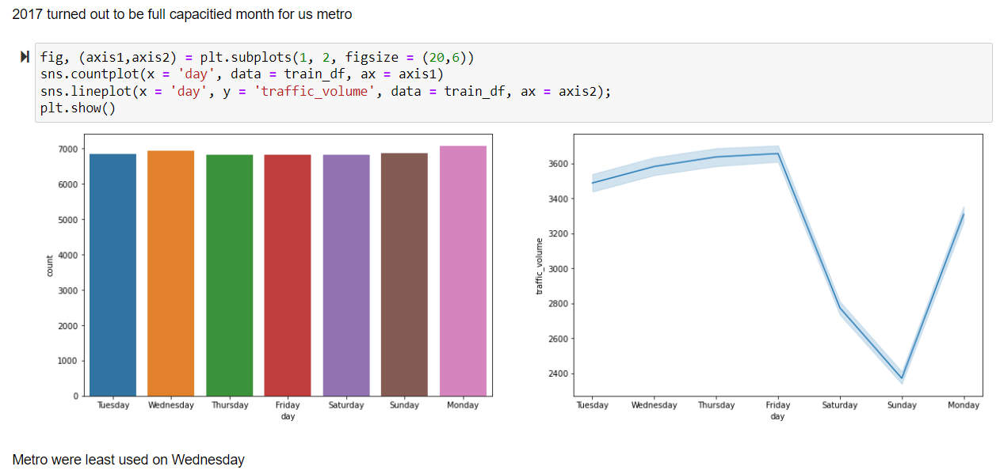 2017 turned out to be full capacitied month for us metro
fig, (axis1,axis2) = plt.subplots(1, 2, figsize = (20,6))
sns.countplot(x = 'day', data = train_df, ax = axis1)
sns.lineplot(x = 'day', y = 'traffic_volume', data = train_df, ax = axis2);
plt.show()
7000
6000
5000
4000
3000
2000
1000
0
count
Tuesday Wednesday Thursday Friday Saturday Sunday Monday
day
3600
3400
3200
3000
2800
2600
2400
traffic_volume
Tuesday Wednesday Thursday Friday Saturday Sunday Monday
day
Metro were least used on Wednesday